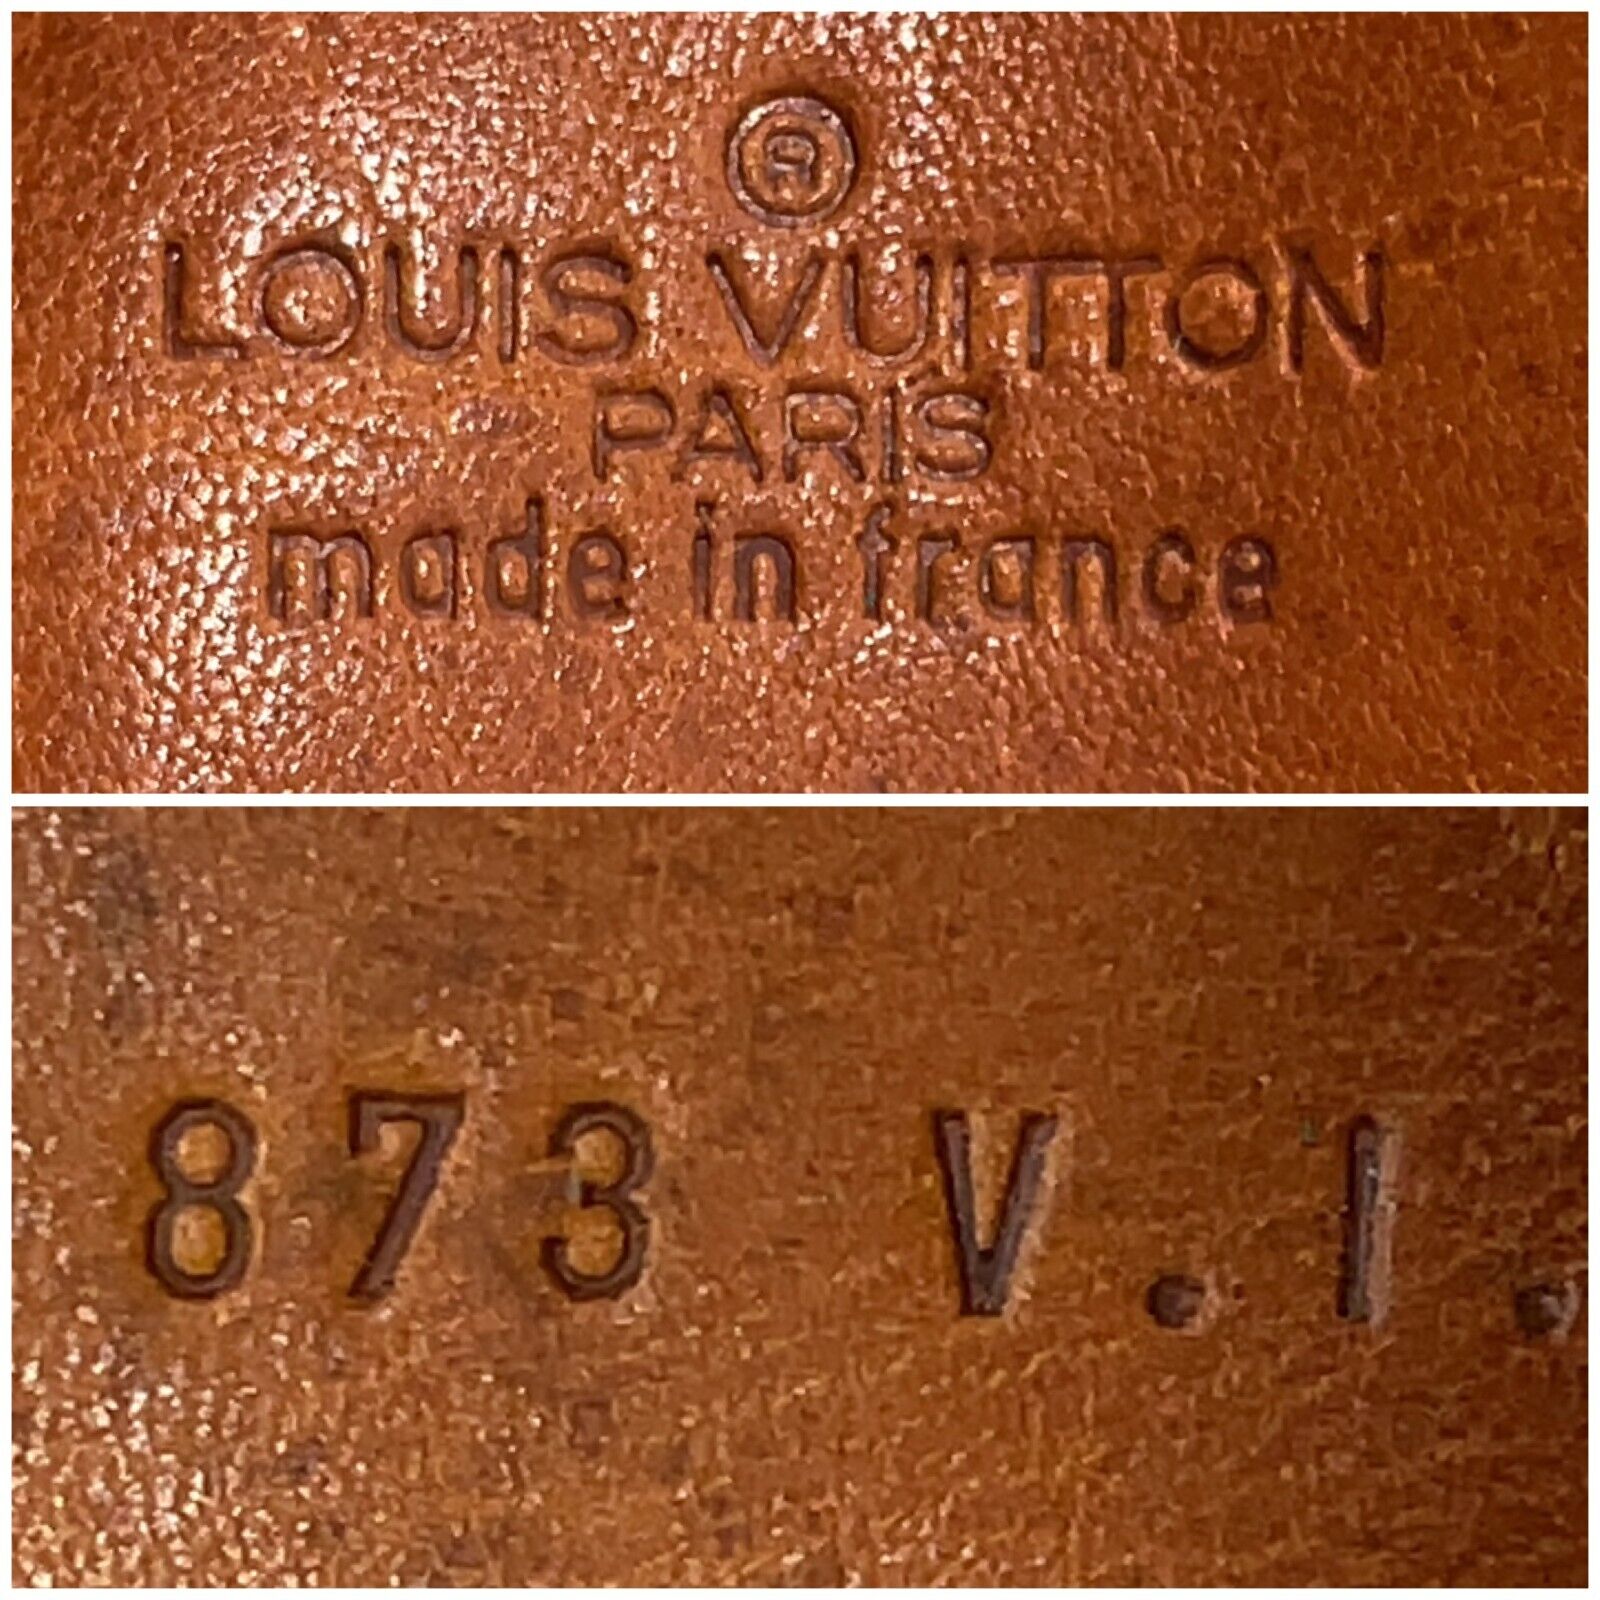 ®
LOUIS VUITTON
PARIS
made in france
873 V.I.